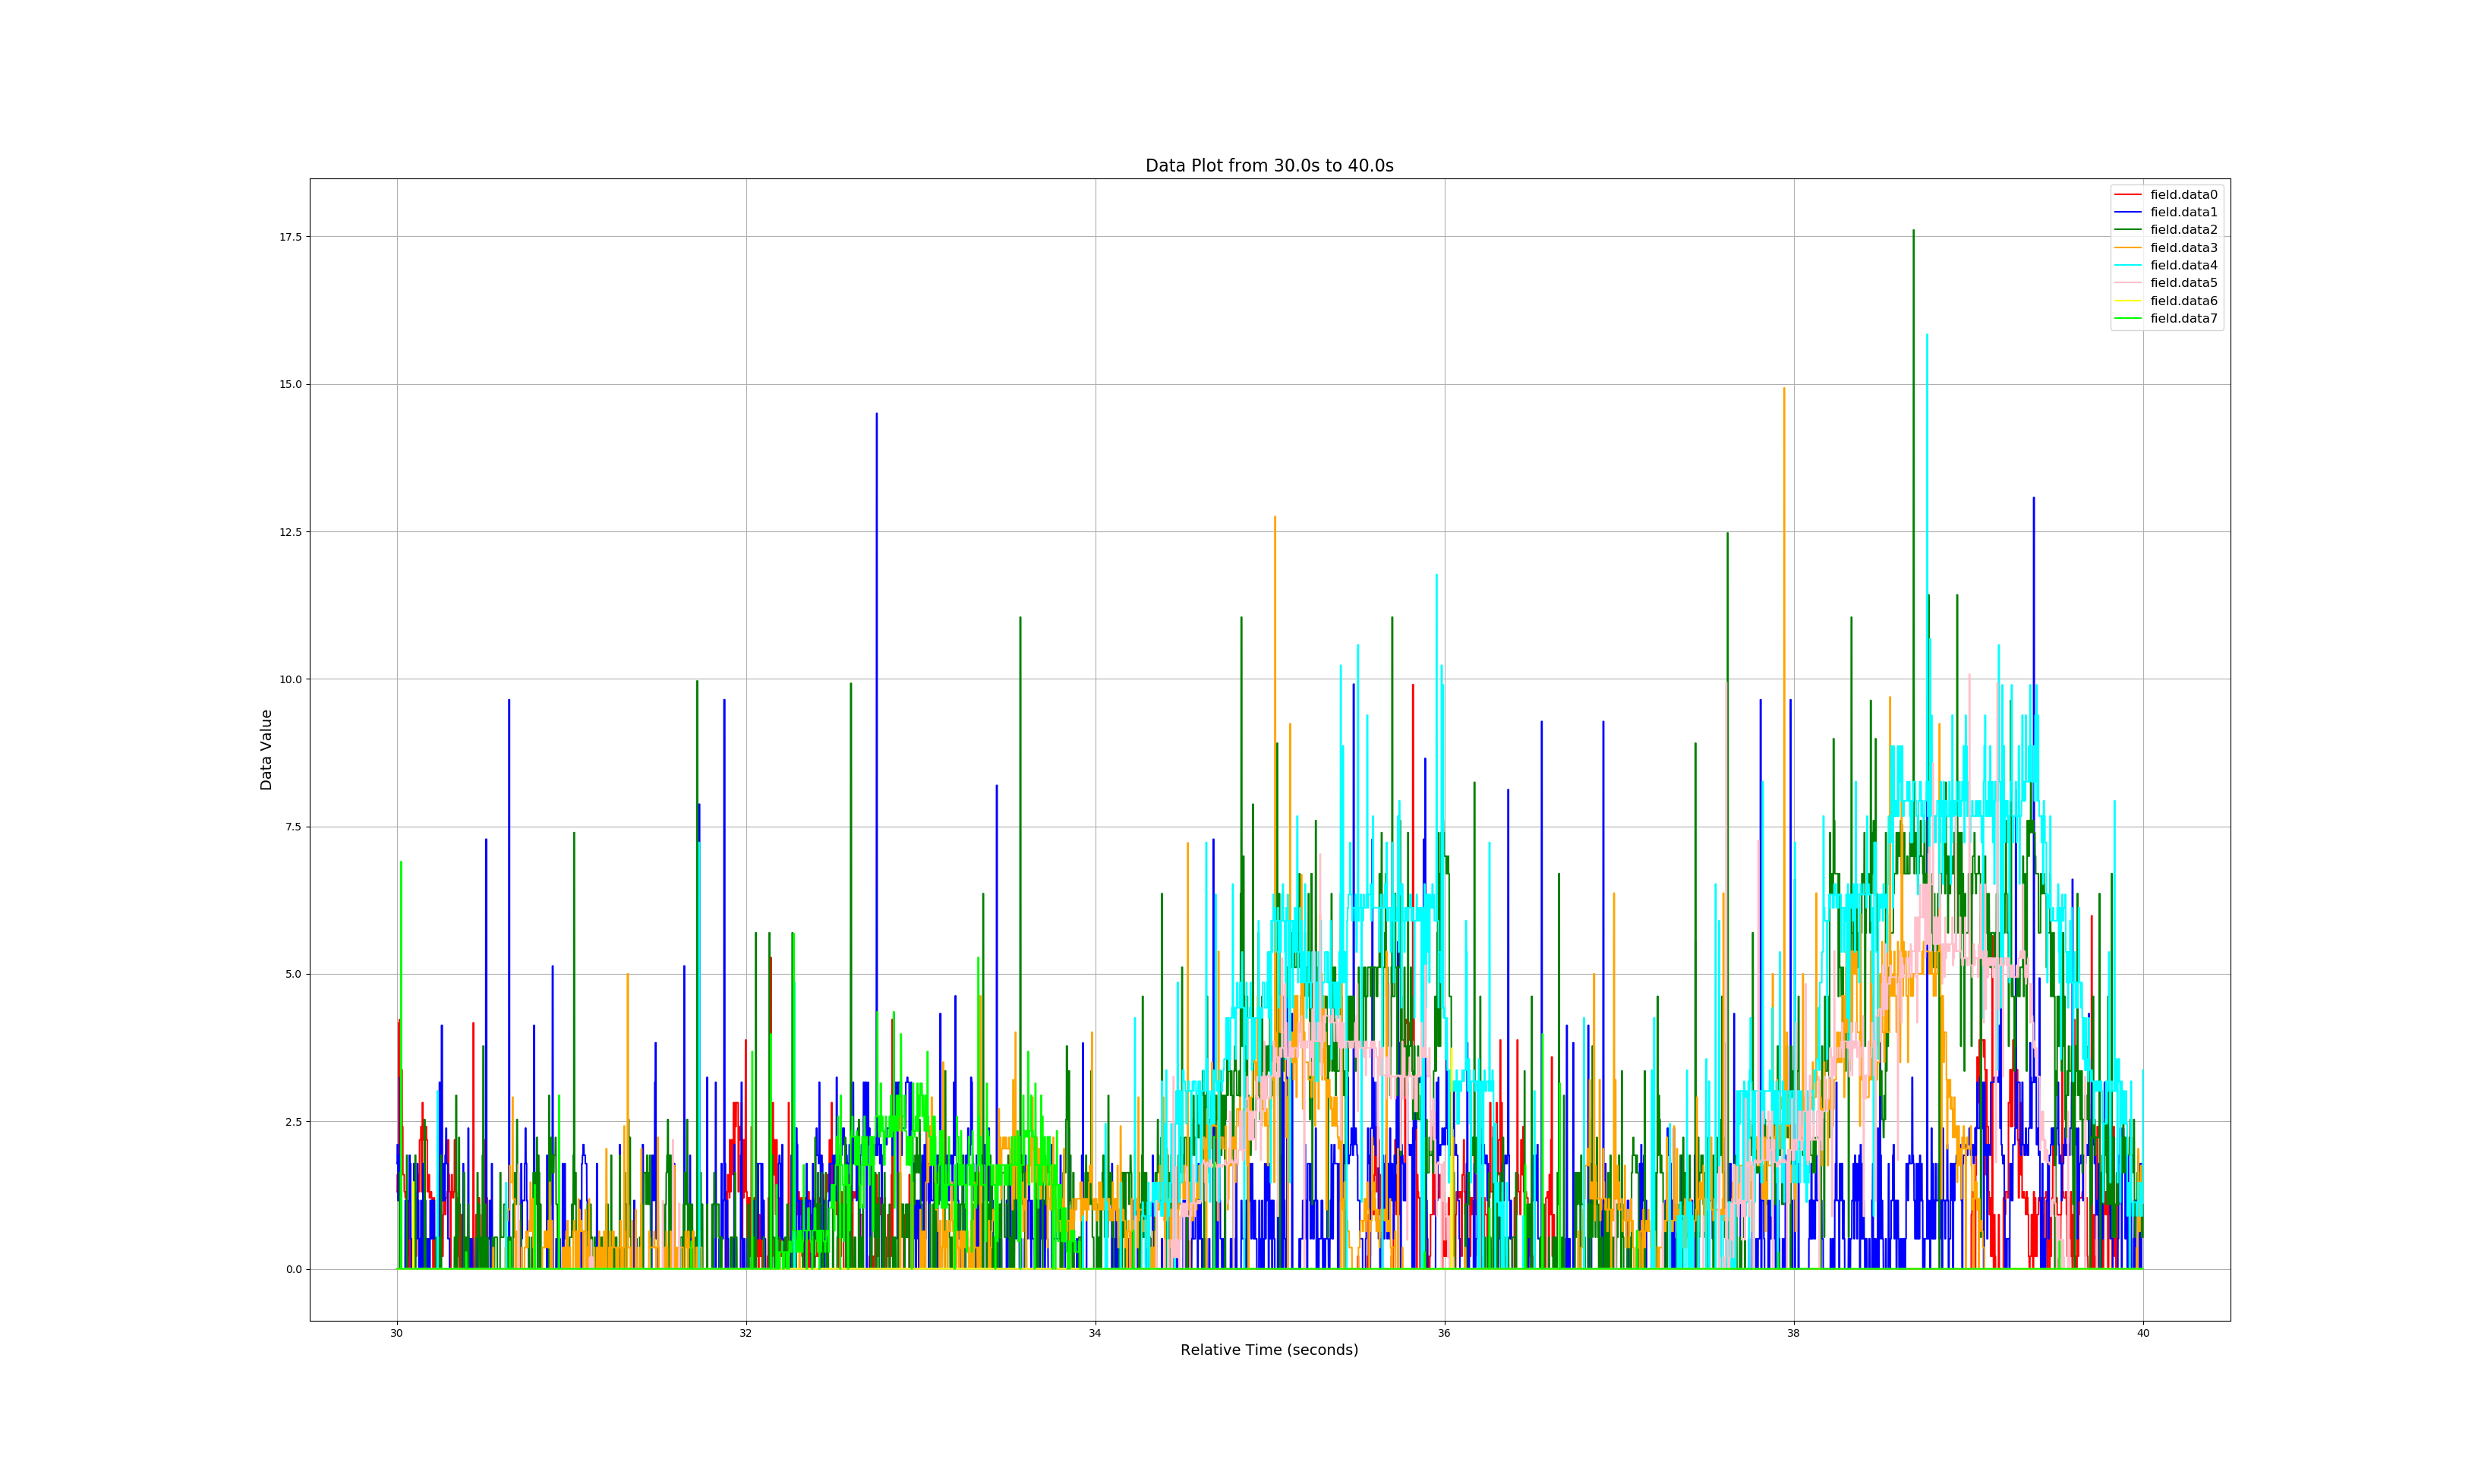 Data Plot from 30.0s to 40.0s
17.5
15.0
12.5
10.0
7.5
5.0
2.5
0.0
Data Value
30
32
34
36
38
40
Relative Time (seconds)
field.data0
field.data1
field.data2
field.data3
field.data4
field.data5
field.data6
field.data7